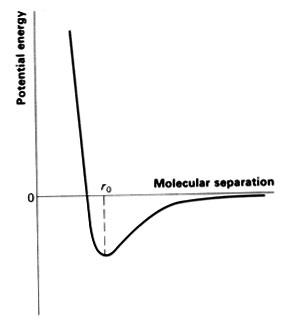 Potential energy
r₀
Molecular separation
0